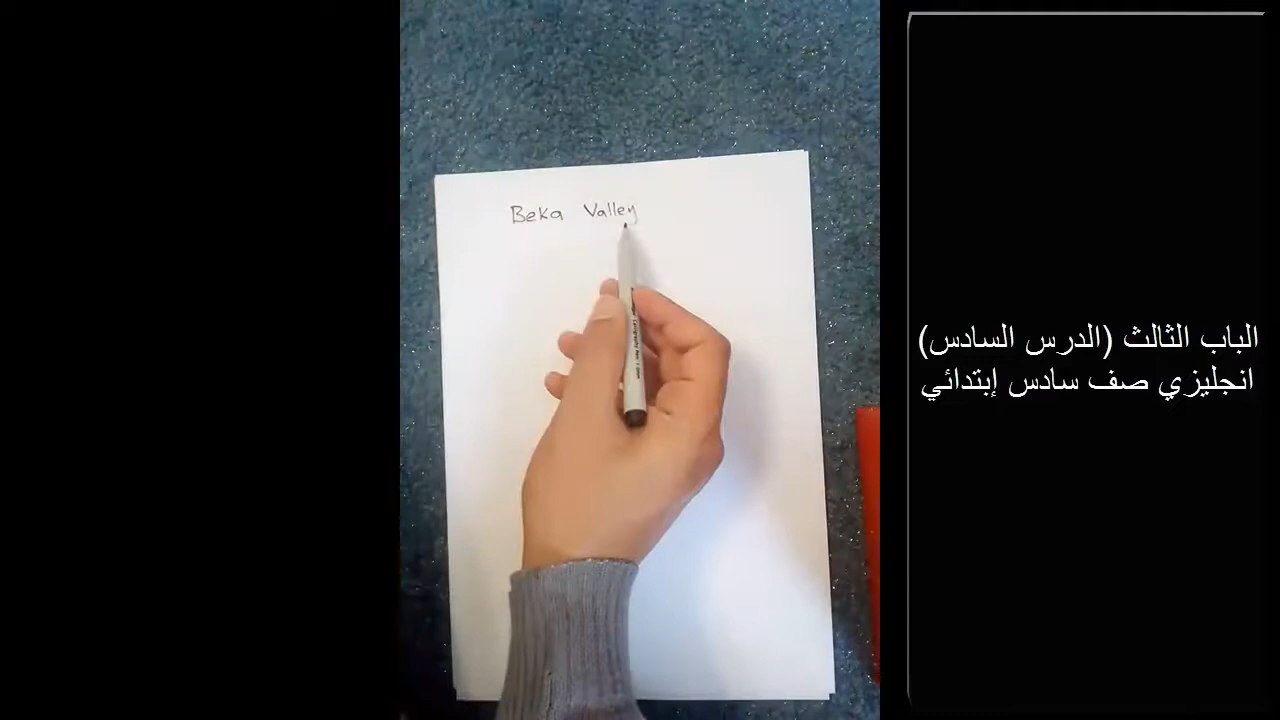 Beka Valley
الباب الثالث (الدرس السادس)
انجليزي صف سادس إبتدائي